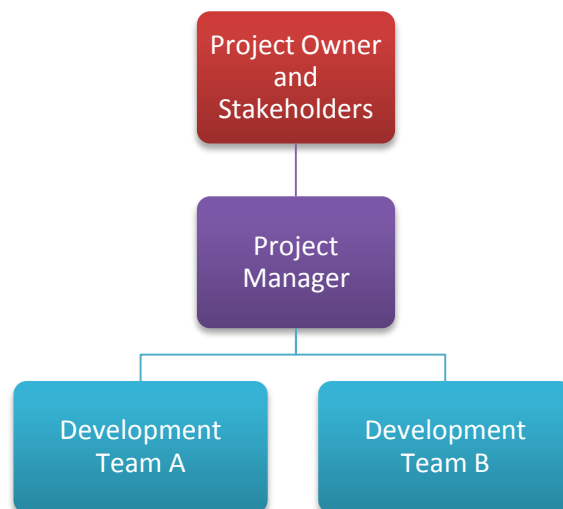 Project Owner
and
Stakeholders
Project
Manager
Development
Team A
Development
Team B